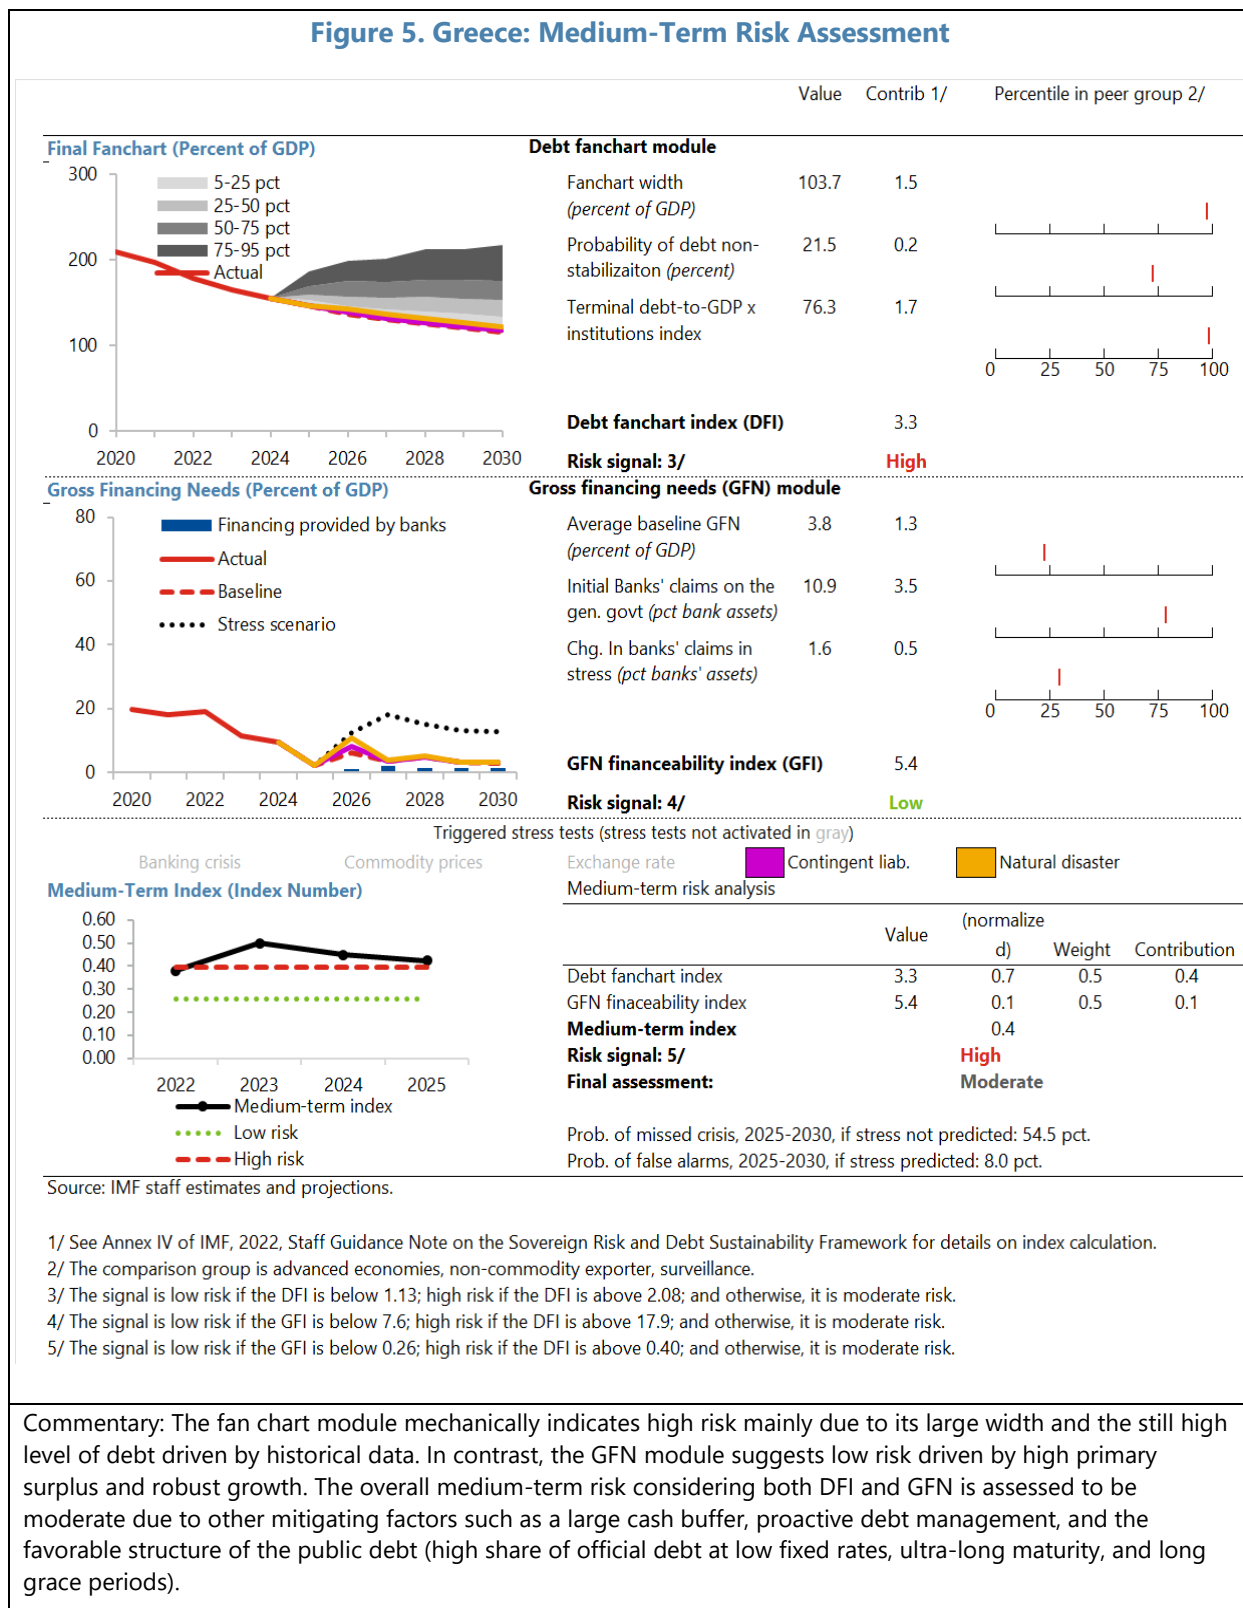 Figure 5. Greece: Medium-Term Risk Assessment
Value Contrib 1/ Percentile in peer group 2/
Final Fanchart (Percent of GDP)
300
200
100
0
5-25 pct
25-50 pct
50-75 pct
75-95 pct
Actual
2020 2022 2024 2026 2028 2030
Debt fanchart module
Fanchart width 103.7 1.5
(percent of GDP)
Probability of debt non- 21.5 0.2
stabilizaiton (percent)
Terminal debt-to-GDP x 76.3 1.7
institutions index
0 25 50 75 100
Debt fanchart index (DFI) 3.3
Risk signal: 3/ High
Gross Financing Needs (Percent of GDP)
80
60
40
20
0
Financing provided by banks
Actual
Baseline
Stress scenario
2020 2022 2024 2026 2028 2030
Gross financing needs (GFN) module
Average baseline GFN 3.8 1.3
(percent of GDP)
Initial Banks' claims on the 10.9 3.5
gen. govt (pct bank assets)
Chg. In banks' claims in 1.6 0.5
stress (pct banks' assets)
0 25 50 75 100
GFN financeability index (GFI) 5.4
Risk signal: 4/ Low
Triggered stress tests (stress tests not activated in gray)
Banking crisis Commodity prices Exchange rate Contingent liab. Natural disaster
Medium-Term Index (Index Number)
0.60
0.50
0.40
0.30
0.20
0.10
0.00
2022 2023 2024 2025
Medium-term index
Low risk
High risk
Medium-term risk analysis
Value (normalize
d) Weight Contribution
Debt fanchart index 3.3 0.7 0.5 0.4
GFN finaceability index 5.4 0.1 0.5 0.1
Medium-term index 0.4
Risk signal: 5/ High
Final assessment: Moderate
Prob. of missed crisis, 2025-2030, if stress not predicted: 54.5 pct.
Prob. of false alarms, 2025-2030, if stress predicted: 8.0 pct.
Source: IMF staff estimates and projections.
1/ See Annex IV of IMF, 2022, Staff Guidance Note on the Sovereign Risk and Debt Sustainability Framework for details on index calculation.
2/ The comparison group is advanced economies, non-commodity exporter, surveillance.
3/ The signal is low risk if the DFI is below 1.13; high risk if the DFI is above 2.08; and otherwise, it is moderate risk.
4/ The signal is low risk if the GFI is below 7.6; high risk if the DFI is above 17.9; and otherwise, it is moderate risk.
5/ The signal is low risk if the GFI is below 0.26; high risk if the DFI is above 0.40; and otherwise, it is moderate risk.
Commentary: The fan chart module mechanically indicates high risk mainly due to its large width and the still high
level of debt driven by historical data. In contrast, the GFN module suggests low risk driven by high primary
surplus and robust growth. The overall medium-term risk considering both DFI and GFN is assessed to be
moderate due to other mitigating factors such as a large cash buffer, proactive debt management, and the
favorable structure of the public debt (high share of official debt at low fixed rates, ultra-long maturity, and long
grace periods).